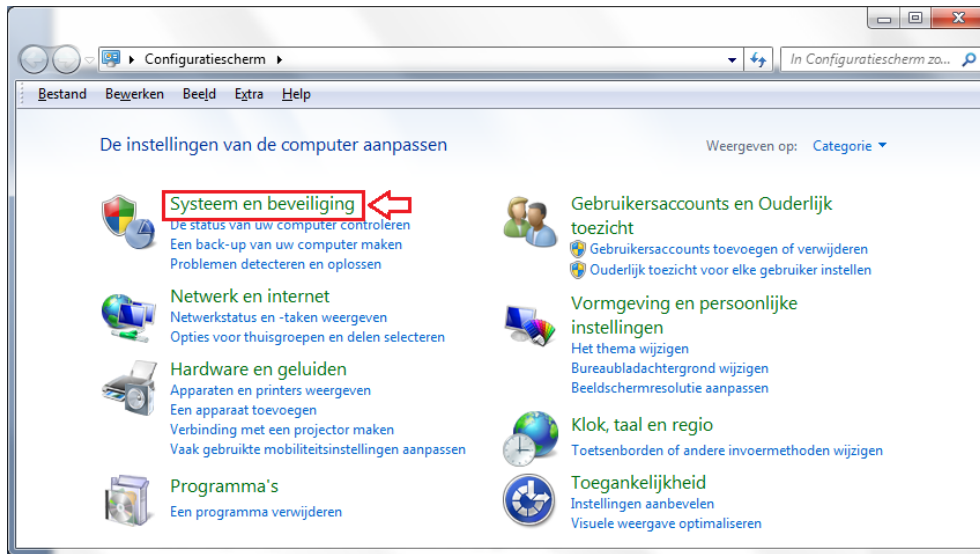 Configuratiescherm
In Configuratiescherm zo...
Bestand Bewerken Beeld Extra Help
De instellingen van de computer aanpassen
Weergeven op: Categorie
Systeem en beveiliging
De status van uw computer controleren
Een back-up van uw computer maken
Problemen detecteren en oplossen
Netwerk en internet
Netwerkstatus en -taken weergeven
Opties voor thuisgroepen en delen selecteren
Hardware en geluiden
Apparaten en printers weergeven
Een apparaat toevoegen
Verbinding met een projector maken
Vaak gebruikte mobiliteitsinstellingen aanpassen
Programma's
Een programma verwijderen
Gebruikersaccounts en Ouderlijk
toezicht
Gebruikersaccounts toevoegen of verwijderen
Ouderlijk toezicht voor elke gebruiker instellen
Vormgeving en persoonlijke
instellingen
Het thema wijzigen
Bureaubladachtergrond wijzigen
Beeldschermresolutie aanpassen
Klok, taal en regio
Toetsenborden of andere invoermethoden wijzigen
Toegankelijkheid
Instellingen aanbevelen
Visuele weergave optimaliseren